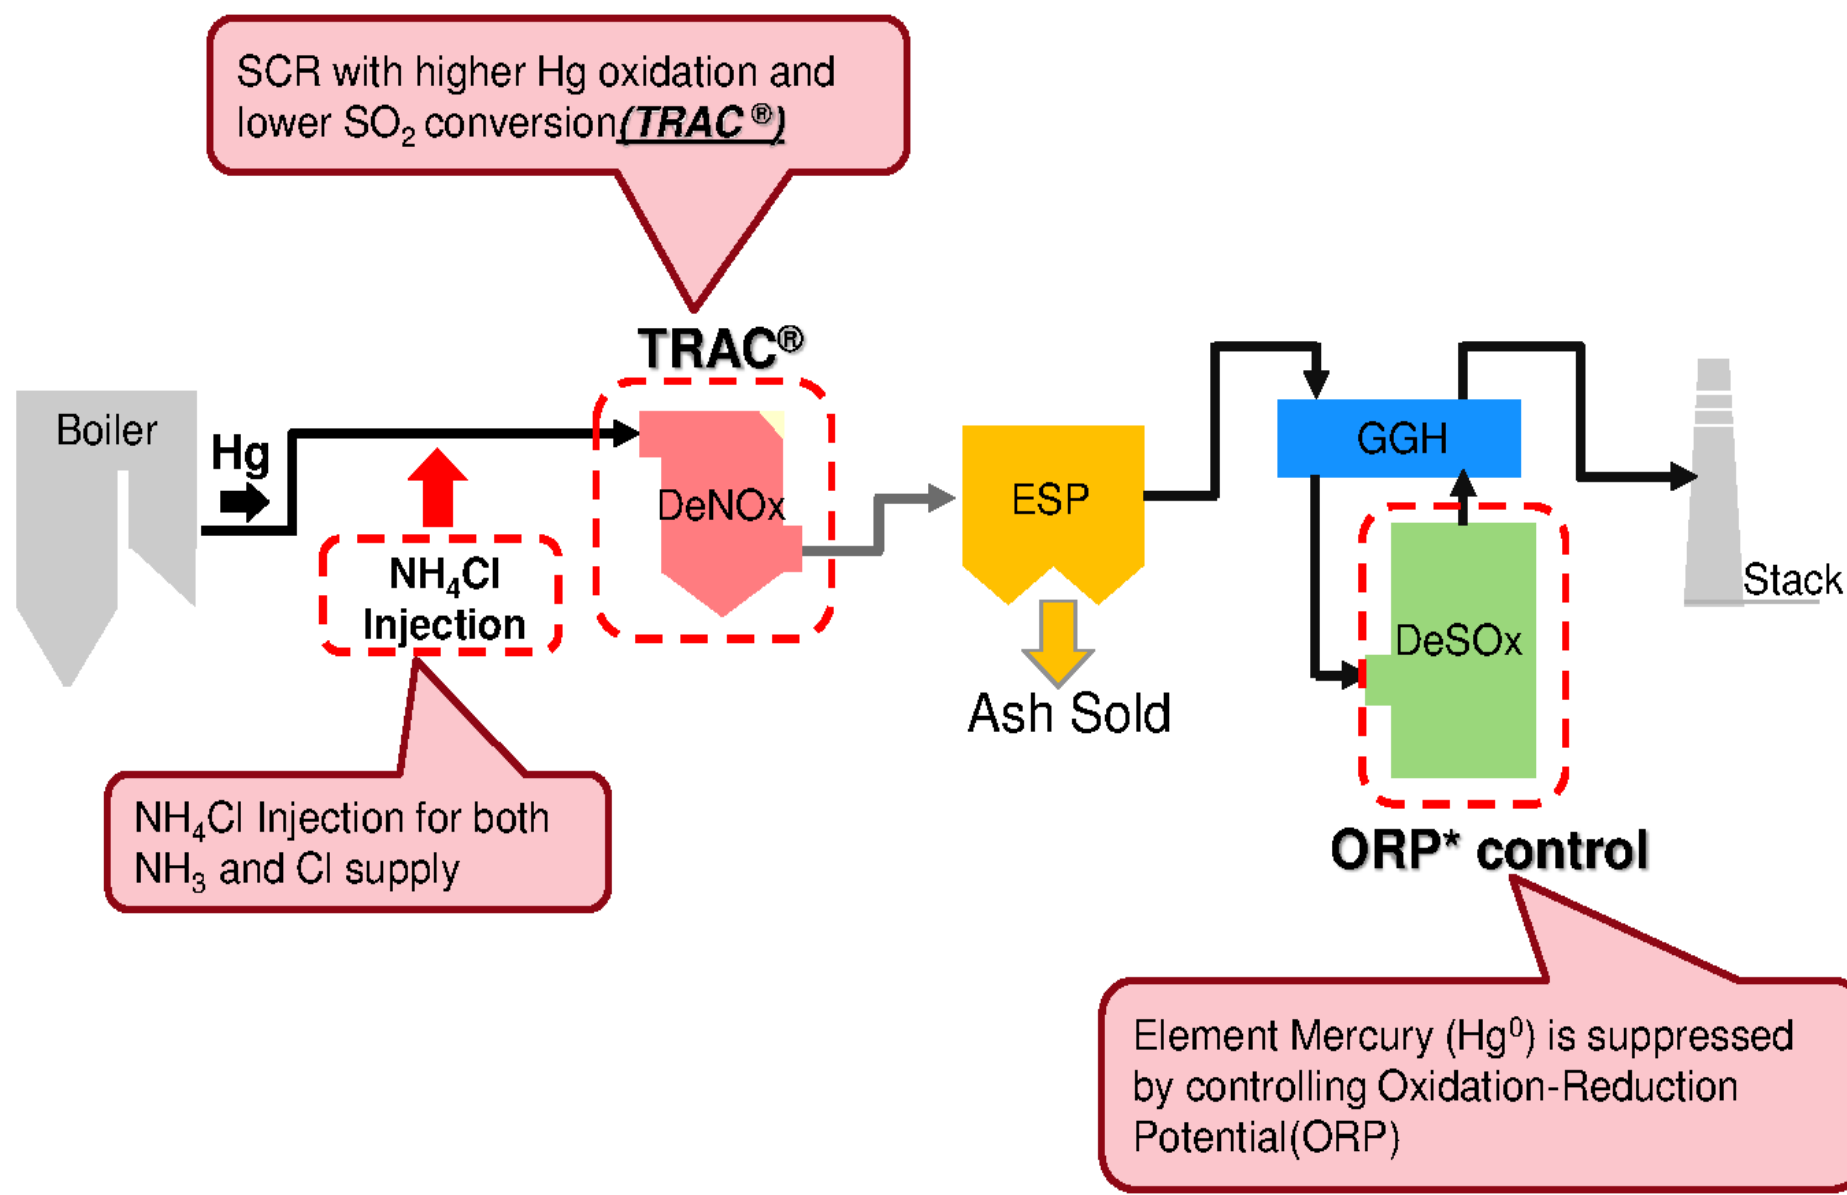 SCR with higher Hg oxidation and
lower SO₂ conversion(TRAC ®)
TRAC®
Boiler
Hg
DeNOx
NH₄Cl
Injection
ESP
Ash Sold
GGH
DeSOx
Stack
NH₄Cl Injection for both
NH₃ and Cl supply
ORP* control
Element Mercury (Hg⁰) is suppressed
by controlling Oxidation-Reduction
Potential(ORP)